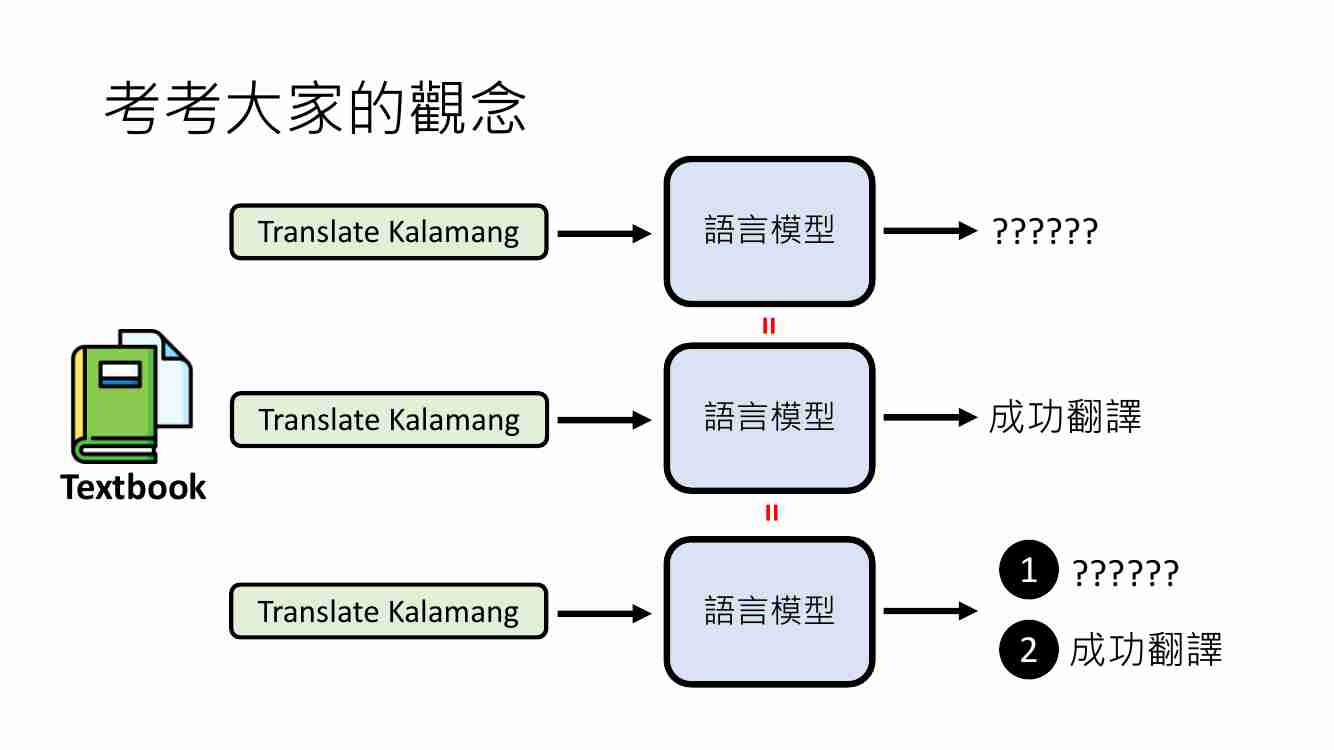 考考大家的觀念
Translate Kalamang
語言模型
??????
=
Textbook
Translate Kalamang
語言模型
成功翻譯
=
Translate Kalamang
語言模型
1 ??????
2 成功翻譯